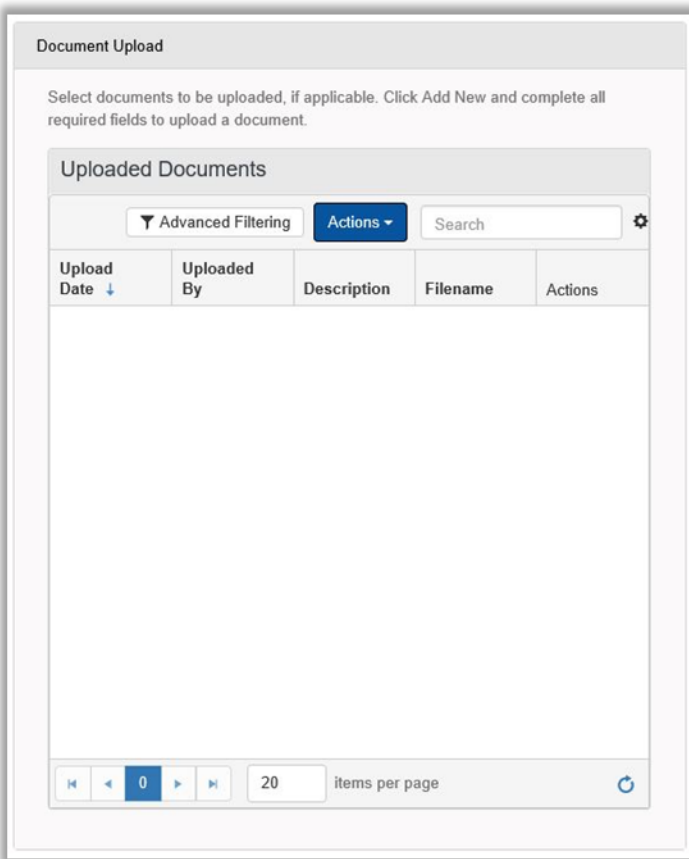 Document Upload
Select documents to be uploaded, if applicable. Click Add New and complete all
required fields to upload a document.
Uploaded Documents
Advanced Filtering Actions Search
Upload Date Uploaded By Description Filename Actions
0 20 items per page